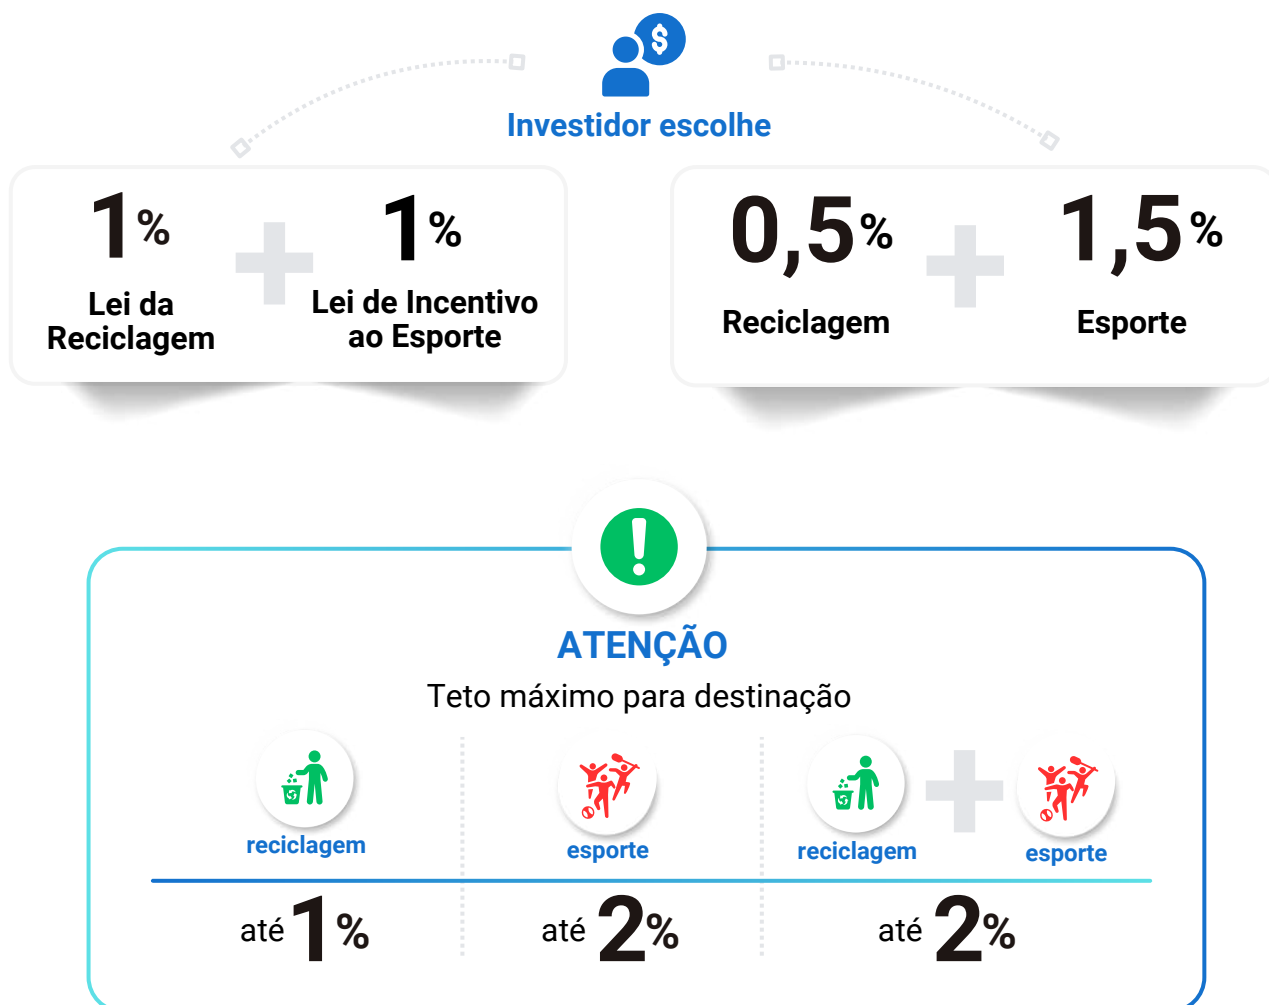 $
Investidor escolhe
1%
1%
Lei da
Reciclagem
Lei de Incentivo
ao Esporte
0,5%
1,5%
Reciclagem
Esporte
!
ATENÇÃO
Teto máximo para destinação
reciclagem
esporte
reciclagem
esporte
até 1%
até 2%
até 2%